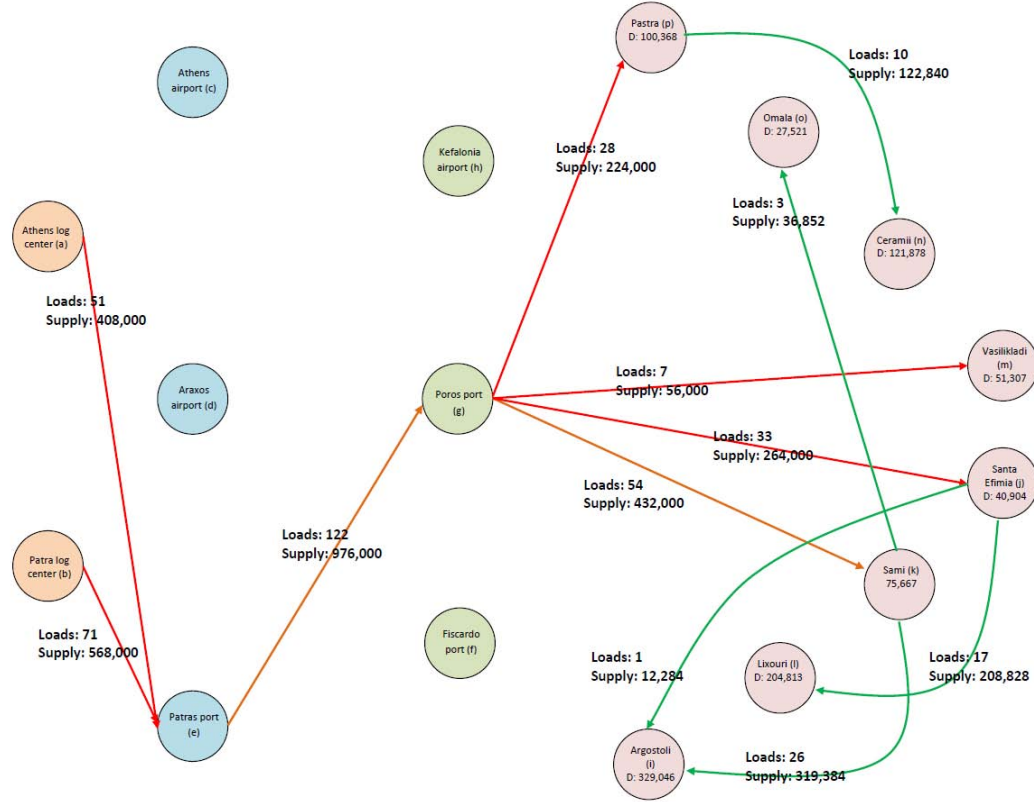 Pastra (p)
D: 100,368
Loads: 10
Supply: 122,840
Athens
airport (c)
Omala (o)
D: 27,521
Kefalonia
airport (h)
Loads: 28
Supply: 224,000
Loads: 3
Supply: 36,852
Athens log
center (a)
Ceramii (n)
D: 121,878
Loads: 51
Supply: 408,000
Vasilikladi
(m)
D: 51,307
Araxos
airport (d)
Poros port
(g)
Loads: 7
Supply: 56,000
Loads: 33
Supply: 264,000
Santa
Efimia (j)
D: 40,904
Loads: 54
Supply: 432,000
Loads: 122
Supply: 976,000
Patra log
center (b)
Sami (k)
75,667
Loads: 71
Supply: 568,000
Fiscardo
port (f)
Loads: 1
Supply: 12,284
Lixouri (l)
D: 204,813
Loads: 17
Supply: 208,828
Patras port
(e)
Argostoli
(i)
D: 329,046
Loads: 26
Supply: 319,384